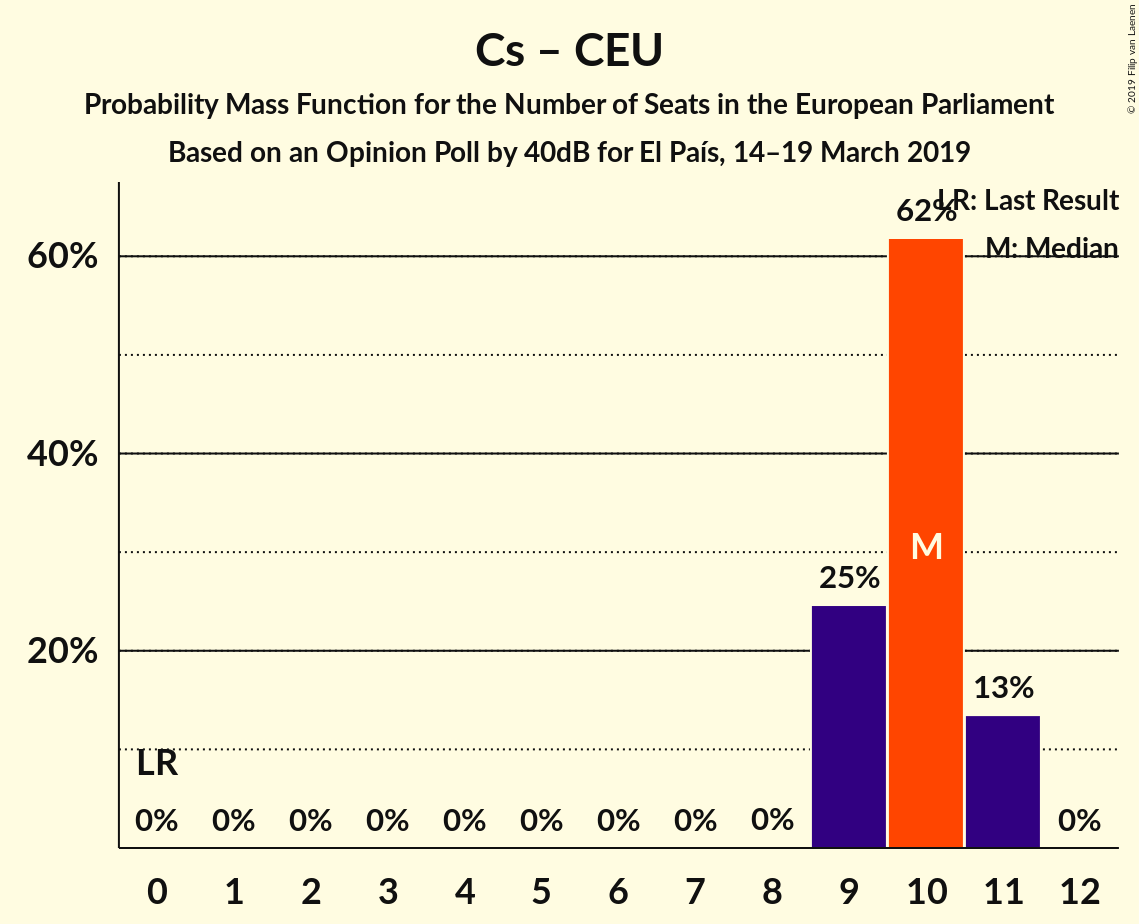 Cs – CEU
Probability Mass Function for the Number of Seats in the European Parliament
Based on an Opinion Poll by 40dB for El País, 14–19 March 2019
© 2019 Filip van Laenen
LR: Last Result
M: Median
62%
60%
40%
M
25%
20%
13%
LR
0% 0% 0% 0% 0% 0% 0% 0% 0% 0%
0 1 2 3 4 5 6 7 8 9 10 11 12